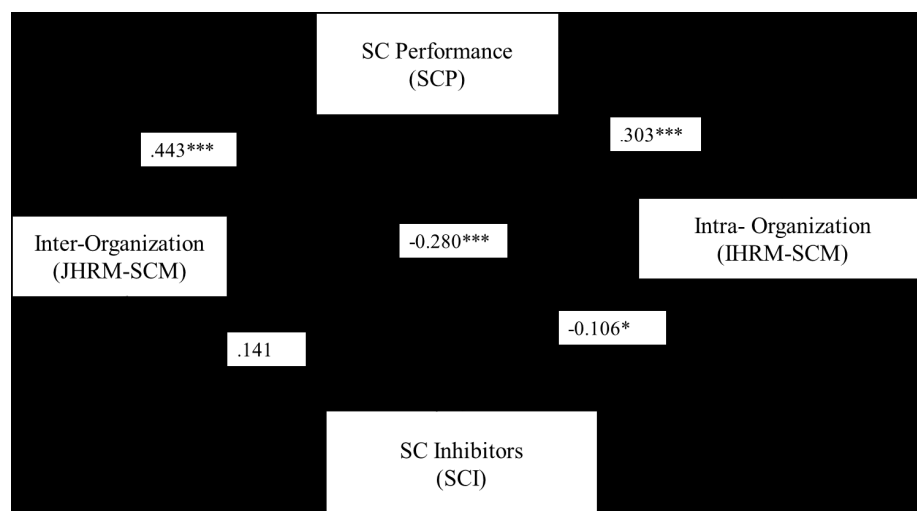 SC Performance
(SCP)
.443***
.303***
Inter-Organization
(JHRM-SCM)
-0.280***
Intra- Organization
(IHRM-SCM)
.141
-0.106*
SC Inhibitors
(SCI)